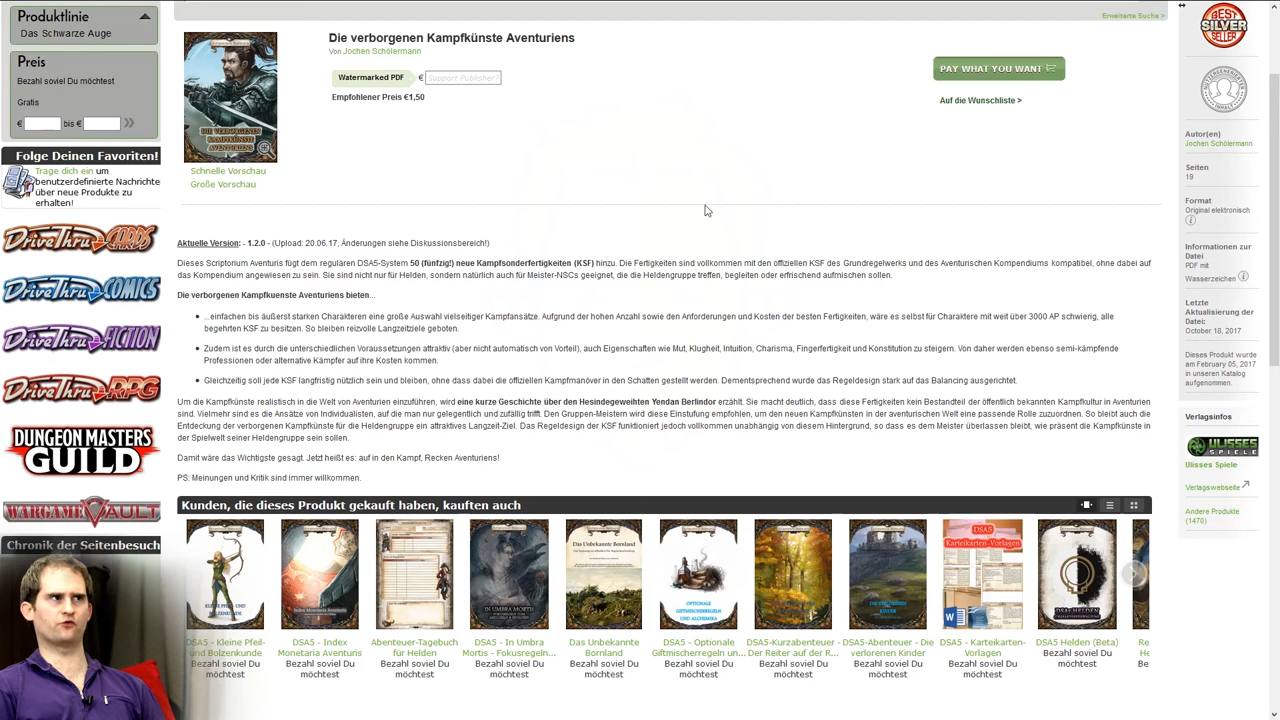 Produktlinie
Das Schwarze Auge
Preis
Bezahl soviel Du möchtest
Gratis
€ bis € »
Folge Deinen Favoriten!
Trage dich ein um
benutzerdefinierte Nachrichte
über neue Produkte zu
erhalten!
DriveThru CARDS
DriveThru COMICS
DriveThru FICTION
DriveThru RPG
DUNGEON MASTERS
GUILD
WARGAME VAULT
Chronik der Seitenbesuch
Erweiterte Suche >
DIE VERBORGENEN
KAMPFKÜNSTE
AVENTURIENS
Schnelle Vorschau
Große Vorschau
Die verborgenen Kampfkünste Aventuriens
Von Jochen Schölermann
Watermarked PDF € Support Publisher?
Empfohlener Preis €1,50
PAY WHAT YOU WANT
Auf die Wunschliste >
Aktuelle Version: - 1.2.0 - (Upload: 20.06.17, Änderungen siehe Diskussionsbereich!)
Dieses Scriptorium Aventuris fügt dem regulären DSA5-System 50 (fünfzig!) neue Kampfsonderfertigkeiten (KSF) hinzu. Die Fertigkeiten sind vollkommen mit den offiziellen KSF des Grundregelwerks und des Aventurischen Kompendiums kompatibel, ohne dabei auf
das Kompendium angewiesen zu sein. Sie sind nicht nur für Helden, sondern natürlich auch für Meister-NSCs geeignet, die die Heldengruppe treffen, begleiten oder erfrischend aufmischen sollen.
Die verborgenen Kampfkuenste Aventuriens bieten...
...einfachen bis äußerst starken Charakteren eine große Auswahl vielseitiger Kampfansätze. Aufgrund der hohen Anzahl sowie den Anforderungen und Kosten der besten Fertigkeiten, wäre es selbst für Charaktere mit weit über 3000 AP schwierig, alle
begehrten KSF zu besitzen. So bleiben reizvolle Langzeitziele geboten.
Zudem ist es durch die unterschiedlichen Voraussetzungen attraktiv (aber nicht automatisch von Vorteil), auch Eigenschaften wie Mut, Klugheit, Intuition, Charisma, Fingerfertigkeit und Konstitution zu steigern. Von daher werden ebenso semi-kämpfende
Professionen oder alternative Kämpfer auf ihre Kosten kommen.
Gleichzeitig soll jede KSF langfristig nützlich sein und bleiben, ohne dass dabei die offiziellen Kampfmanöver in den Schatten gestellt werden. Dementsprechend wurde das Regeldesign stark auf das Balancing ausgerichtet.
Um die Kampfkünste realistisch in die Welt von Aventurien einzuführen, wird eine kurze Geschichte über den Hesindegeweihten Yendan Berlindor erzählt. Sie macht deutlich, dass diese Fertigkeiten kein Bestandteil der öffentlich bekannten Kampfkultur in Aventurien
sind. Vielmehr sind es die Ansätze von Individualisten, auf die man nur gelegentlich und zufällig trifft. Den Gruppen-Meistern wird diese Einstufung empfohlen, um den neuen Kampfkünsten in der aventurischen Welt eine passende Rolle zuzuordnen. So bleibt auch die
Entdeckung der verborgenen Kampfkünste für die Heldengruppe ein attraktives Langzeit-Ziel. Das Regeldesign der KSF funktioniert jedoch vollkommen unabhängig von diesem Hintergrund, so dass es dem Meister überlassen bleibt, wie präsent die Kampfkünste in
der Spielwelt seiner Heldengruppe sein sollen.
Damit wäre das Wichtigste gesagt. Jetzt heißt es: auf in den Kampf, Recken Aventuriens!
PS: Meinungen und Kritik sind immer willkommen.
Kunden, die dieses Produkt gekauft haben, kauften auch
DSA5 - Kleine Pfeil- und Bolzenkunde
Bezahl soviel Du möchtest
DSA5 - Index Monetaria Aventuris
Bezahl soviel Du möchtest
Abenteuer-Tagebuch für Helden
Bezahl soviel Du möchtest
DSA5 - In Umbra Mortis - Fokusregeln...
Bezahl soviel Du möchtest
Das Unbekannte Bornland
Bezahl soviel Du möchtest
DSA5 - Optionale Giftmischerregeln un...
Bezahl soviel Du möchtest
DSA5-Kurzabenteuer - Der Reiter auf der R...
Bezahl soviel Du möchtest
DSA5-Abenteuer - Die verlorenen Kinder
Bezahl soviel Du möchtest
DSA5 - Karteikarten-Vorlagen
Bezahl soviel Du möchtest
DSA5 Helden (Beta)
Bezahl soviel Du möchtest
BEST
SILVER
SELLER
Autor(en)
Jochen Schölermann
Seiten
19
Format
Original elektronisch
Informationen zur
Datei
PDF mit
Wasserzeichen
Letzte
Aktualisierung der
Datei:
October 18, 2017
Dieses Produkt wurde
am February 05, 2017
in unseren Katalog
aufgenommen.
Verlagsinfos
ULISSES
SPIELE
Ulisses Spiele
Verlagswebseite
Andere Produkte
(1470)